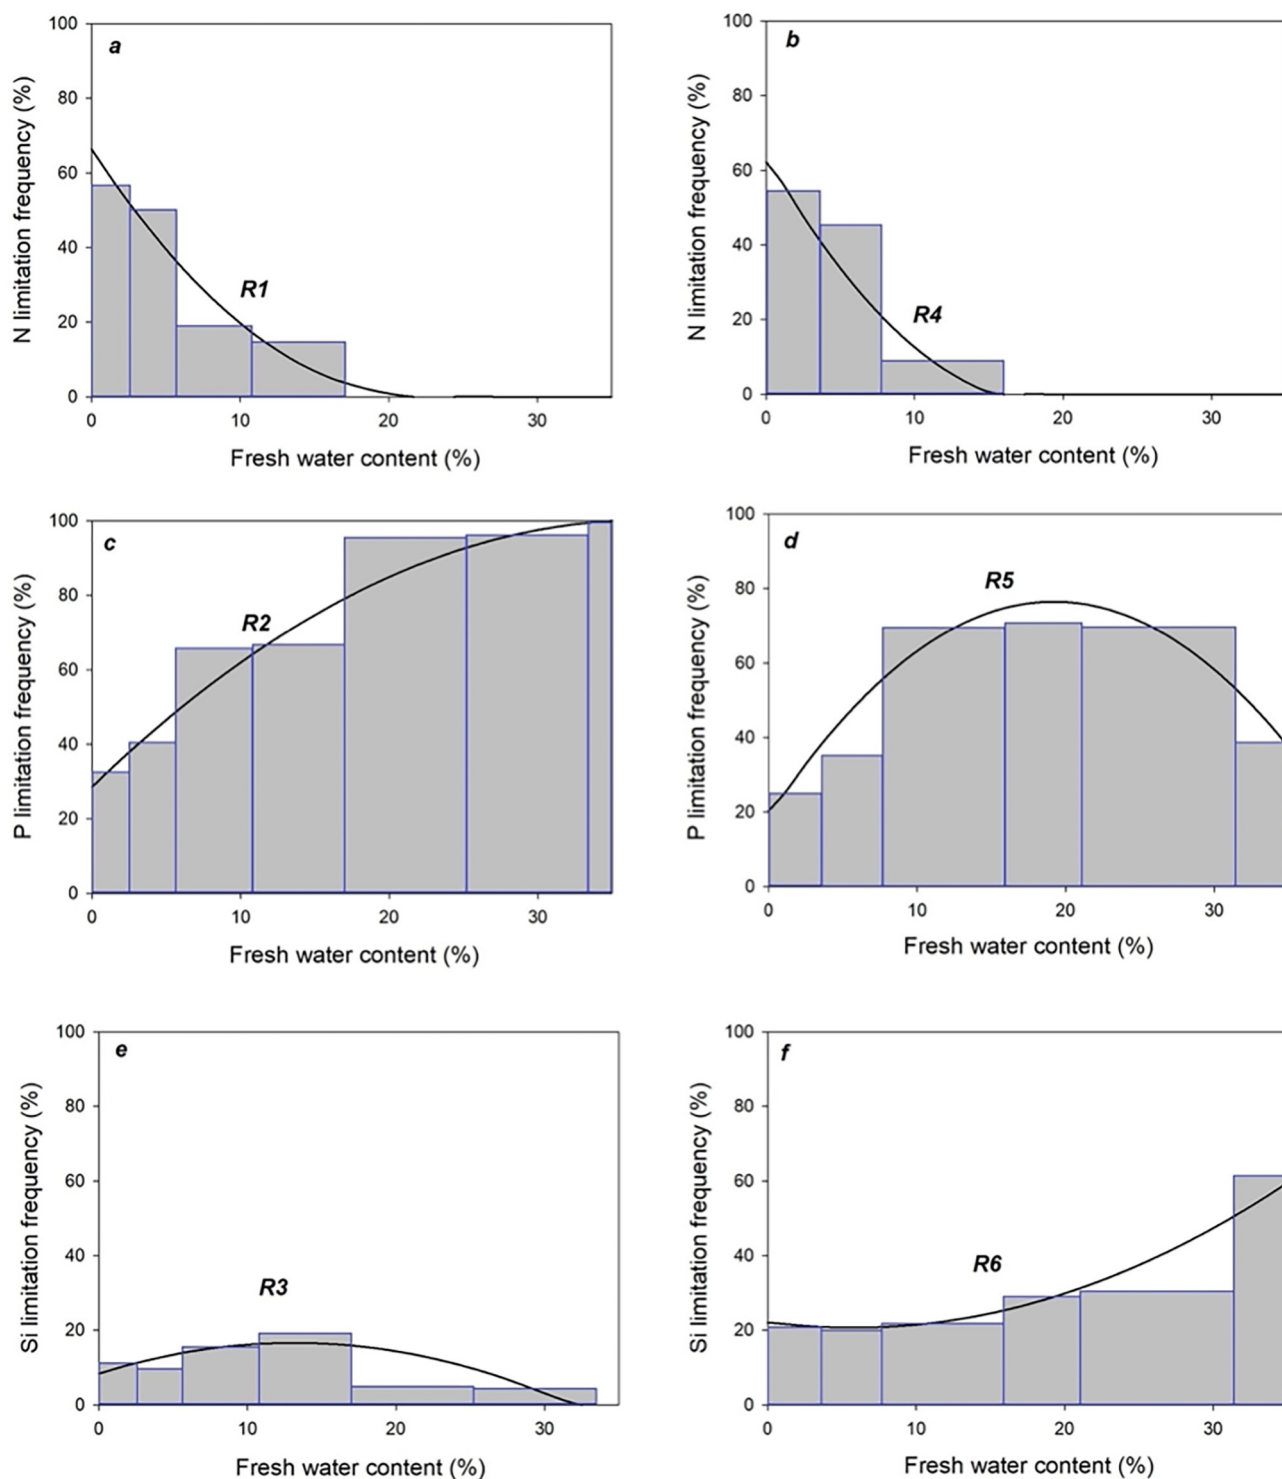 a
N limitation frequency (%)
100
80
60
40
20
0
R1
0 10 20 30
Fresh water content (%)
b
N limitation frequency (%)
100
80
60
40
20
0
R4
0 10 20 30
Fresh water content (%)
c
P limitation frequency (%)
100
80
60
40
20
0
R2
0 10 20 30
Fresh water content (%)
d
P limitation frequency (%)
100
80
60
40
20
0
R5
0 10 20 30
Fresh water content (%)
e
Si limitation frequency (%)
100
80
60
40
20
0
R3
0 10 20 30
Fresh water content (%)
f
Si limitation frequency (%)
100
80
60
40
20
0
R6
0 10 20 30
Fresh water content (%)